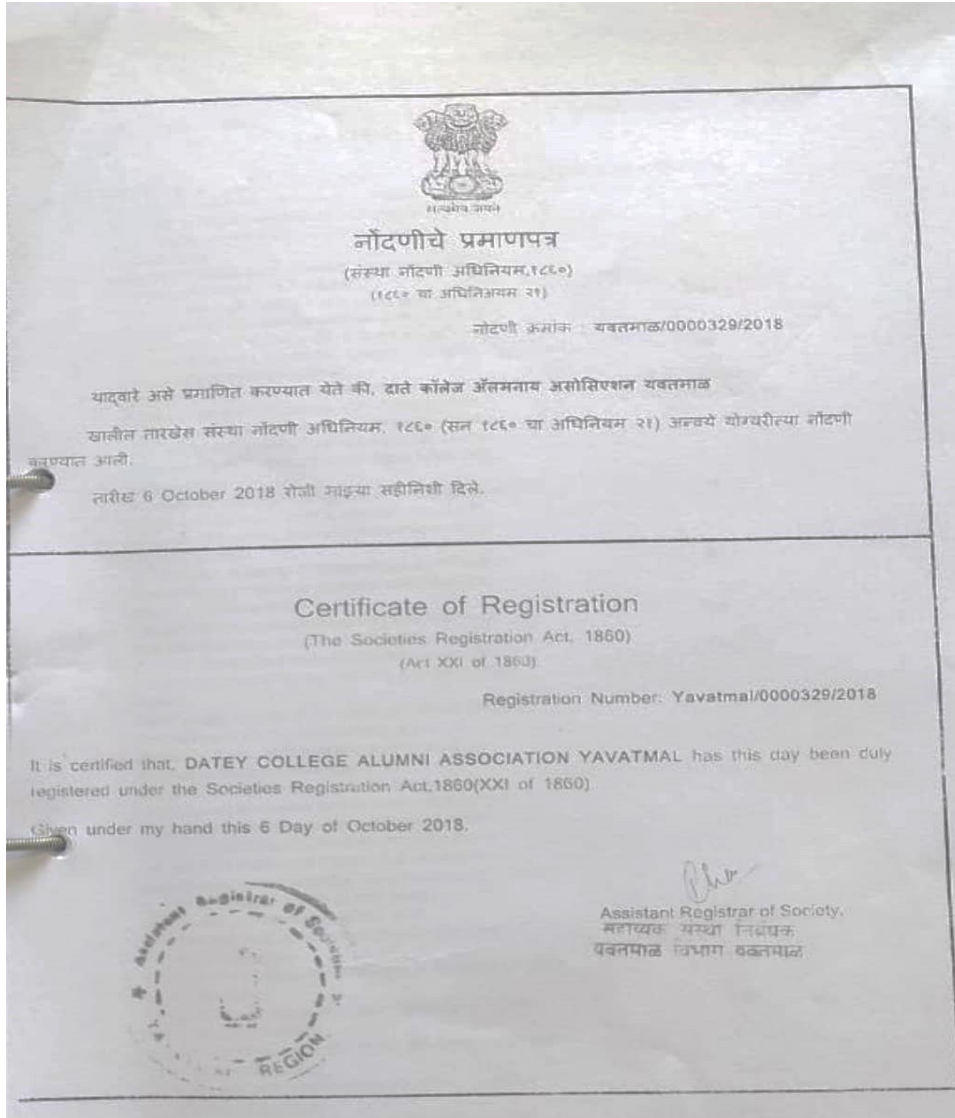 सत्यमेव जयते
नोंदणीचे प्रमाणपत्र
(संस्था नोंदणी अधिनियम,१८६०)
(१८६० चा अधिनिअयम २१)
नोंदणी क्रमांक : यवतमाळ/0000329/2018
याद्वारे असे प्रमाणित करण्यात येते की, दाते कॉलेज ॲलमनाय असोसिएशन यवतमाळ
खालील तारखेस संस्था नोंदणी अधिनियम, १८६० (सन १८६० चा अधिनियम २१) अन्वये योग्यरीत्या नोंदणी
करण्यात आली.
तारीख 6 October 2018 रोजी माझ्या सहीनिशी दिले.
Certificate of Registration
(The Societies Registration Act, 1860)
(Act XXI of 1860)
Registration Number: Yavatmal/0000329/2018
It is certified that, DATEY COLLEGE ALUMNI ASSOCIATION YAVATMAL has this day been duly
registered under the Societies Registration Act,1860(XXI of 1860)
Given under my hand this 6 Day of October 2018.
Assistant Registrar of
REGION
Assistant Registrar of Society,
सहाय्यक संस्था निबंधक
यवतमाळ विभाग यवतमाळ